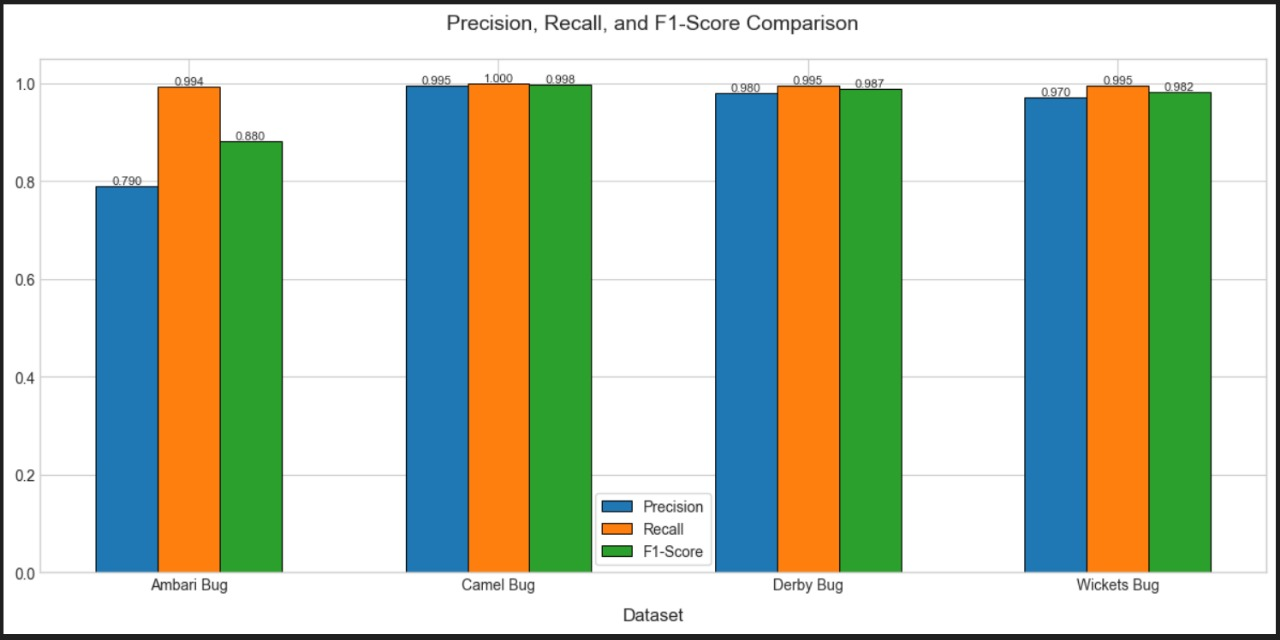 Precision, Recall, and F1-Score Comparison
1.0
0.8
0.6
0.4
0.2
0.0
0.790
0.994
0.880
0.995
1.000
0.998
0.980
0.995
0.987
0.970
0.995
0.982
Precision
Recall
F1-Score
Ambari Bug
Camel Bug
Derby Bug
Wickets Bug
Dataset